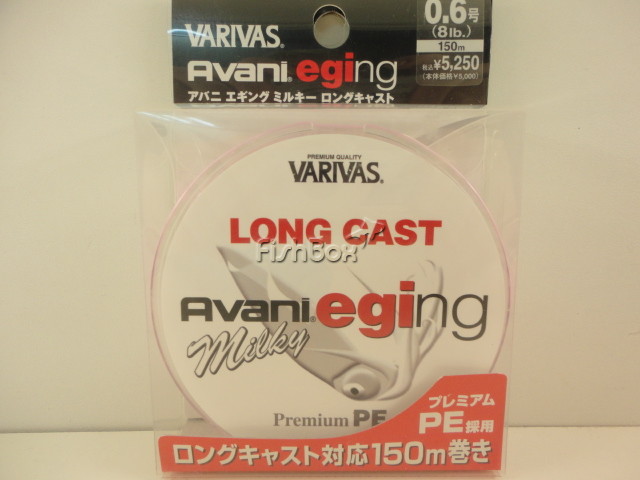 VARIVAS®
Avani® eging
アバニ エギング ミルキー ロングキャスト
0.6号
(8lb.)
150m
税込¥5,250
(本体価格¥5,000)
PREMIUM QUALITY
VARIVAS®
LONG CAST
FishBox
Avani® eging
Milky
Premium PE
プレミアム
PE採用
ロングキャスト対応150m巻き